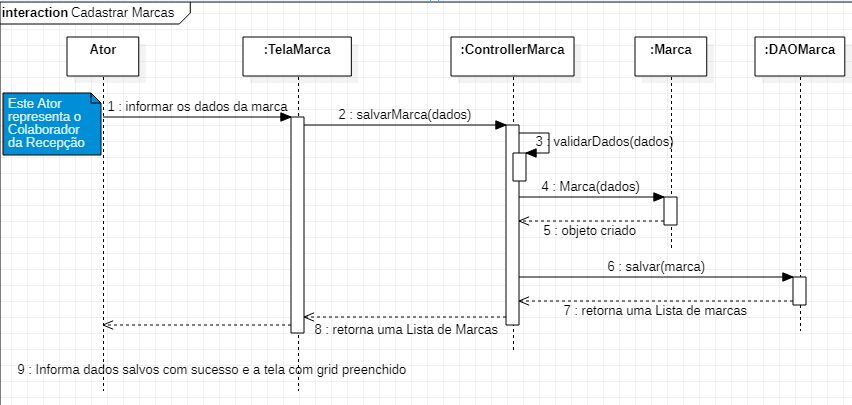 interaction Cadastrar Marcas
Ator
:TelaMarca
:ControllerMarca
:Marca
:DAOMarca
Este Ator
representa o
Colaborador
da Recepção
1 : informar os dados da marca
2 : salvarMarca(dados)
3 : validarDados(dados)
4 : Marca(dados)
5 : objeto criado
6 : salvar(marca)
7 : retorna uma Lista de marcas
8 : retorna uma Lista de Marcas
9 : Informa dados salvos com sucesso e a tela com grid preenchido